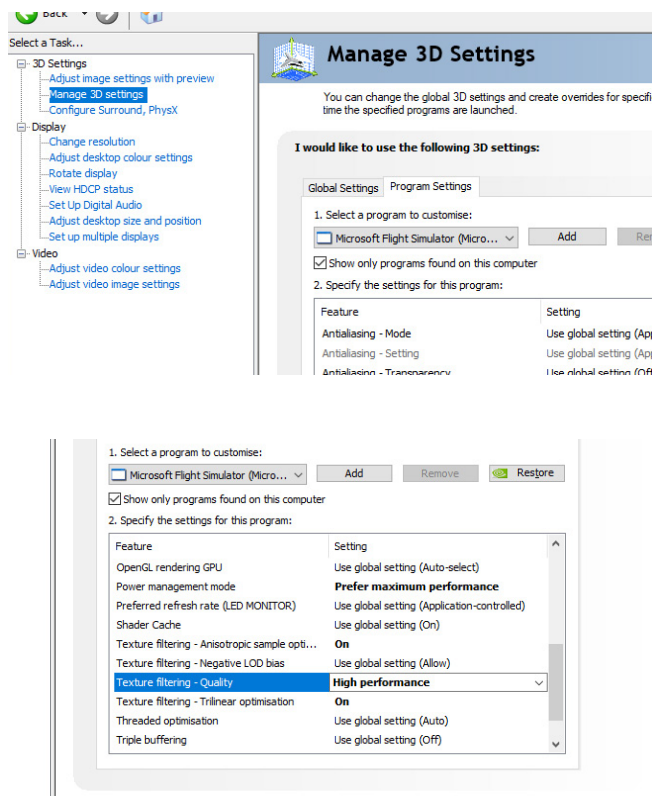 Back
Select a Task...
3D Settings
Adjust image settings with preview
Manage 3D settings
Configure Surround, PhysX
Display
Change resolution
Adjust desktop colour settings
Rotate display
View HDCP status
Set Up Digital Audio
Adjust desktop size and position
Set up multiple displays
Video
Adjust video colour settings
Adjust video image settings
Manage 3D Settings
You can change the global 3D settings and create overrides for specifi
time the specified programs are launched.
I would like to use the following 3D settings:
Global Settings Program Settings
1. Select a program to customise:
Microsoft Flight Simulator (Micro... Add Rer
Show only programs found on this computer
2. Specify the settings for this program:
Feature Setting
Antialiasing - Mode Use global setting (App
Antialiasing - Setting Use global setting (App
Antialiasing - Transparency Use global setting (Off
1. Select a program to customise:
Microsoft Flight Simulator (Micro... Add Remove Restore
Show only programs found on this computer
2. Specify the settings for this program:
Feature Setting
OpenGL rendering GPU Use global setting (Auto-select)
Power management mode Prefer maximum performance
Preferred refresh rate (LED MONITOR) Use global setting (Application-controlled)
Shader Cache Use global setting (On)
Texture filtering - Anisotropic sample opti... On
Texture filtering - Negative LOD bias Use global setting (Allow)
Texture filtering - Quality High performance
Texture filtering - Trilinear optimisation On
Threaded optimisation Use global setting (Auto)
Triple buffering Use global setting (Off)